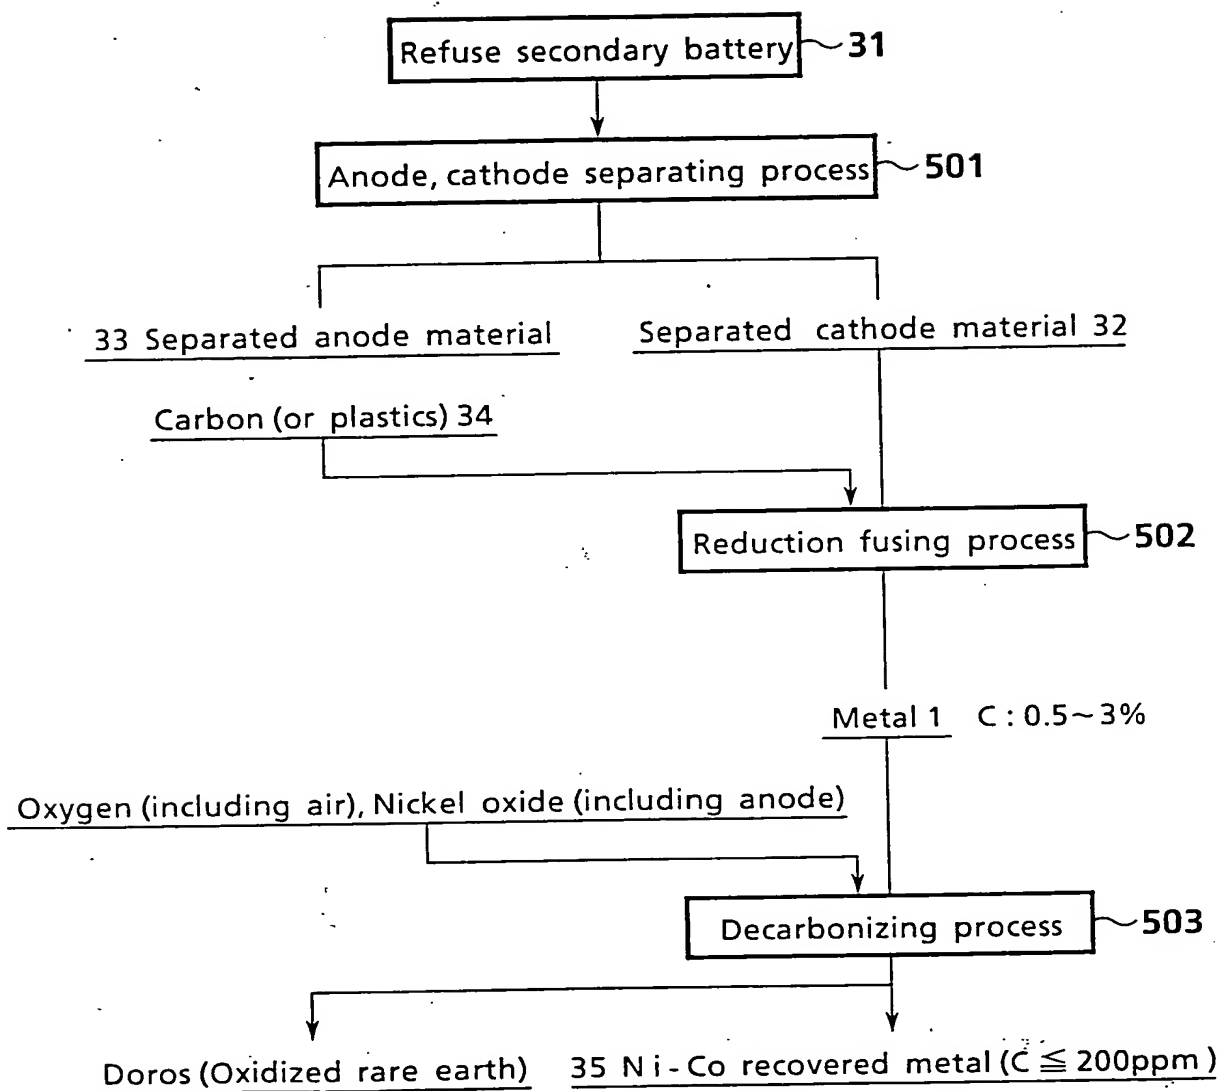 Refuse secondary battery 31
Anode, cathode separating process 501
33 Separated anode material
Separated cathode material 32
Carbon (or plastics) 34
Reduction fusing process 502
Metal 1 C : 0.5~3%
Oxygen (including air), Nickel oxide (including anode)
Decarbonizing process 503
Doros (Oxidized rare earth)
35 Ni-Co recovered metal (C ≦ 200ppm)